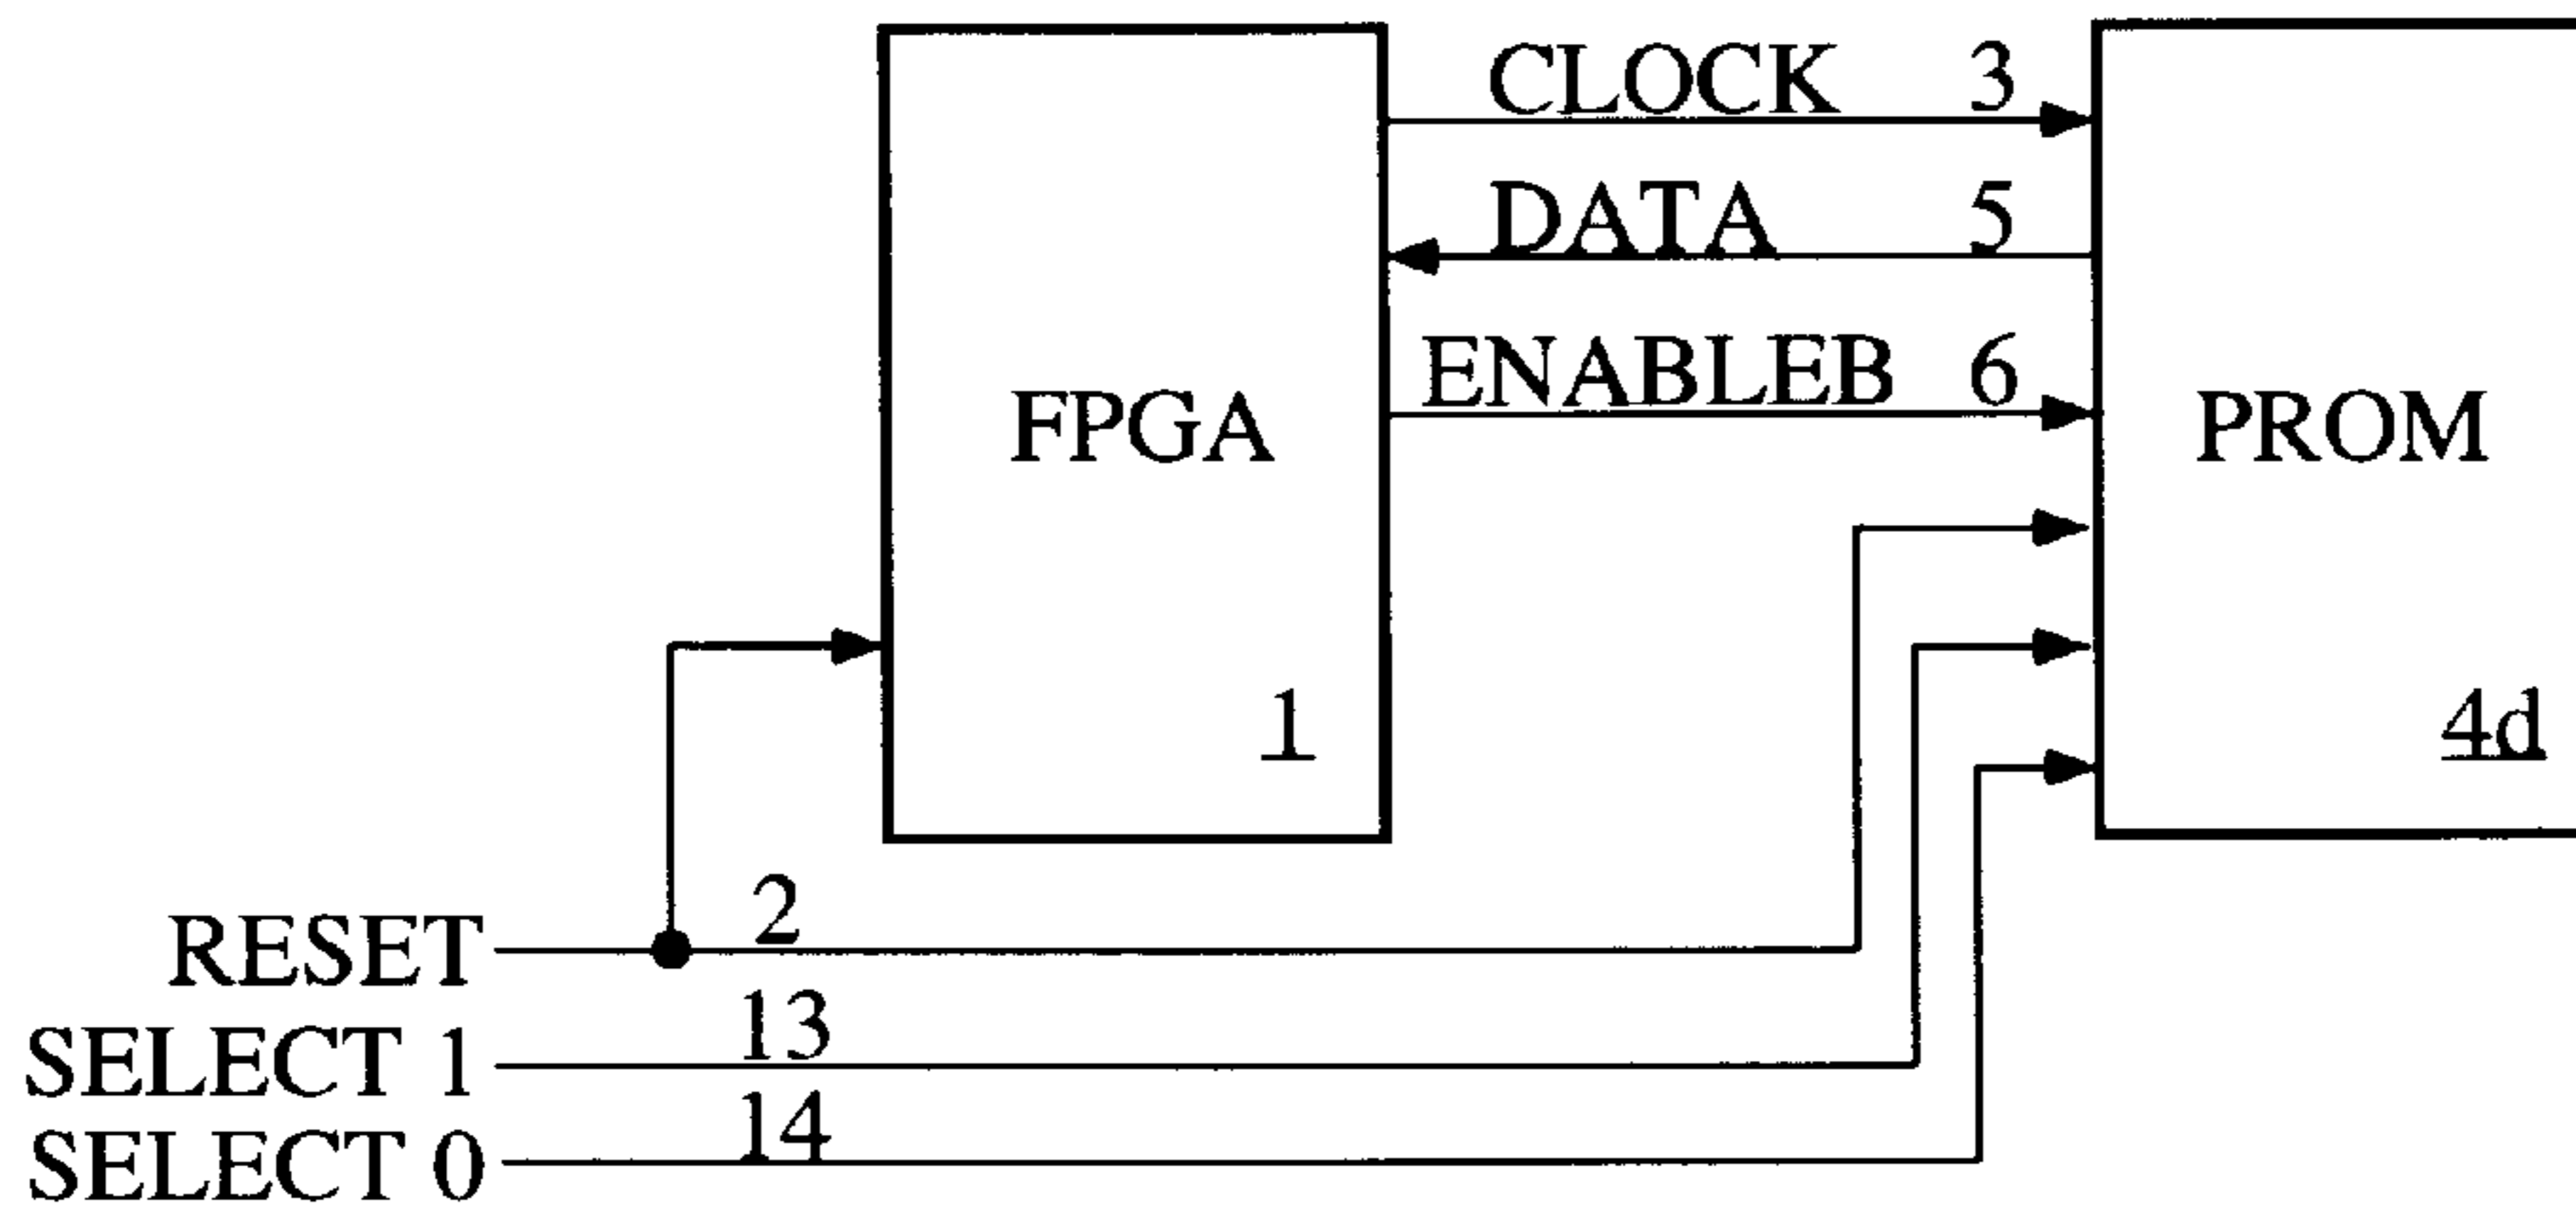 CLOCK 3
DATA 5
ENABLEB 6
FPGA
PROM
1
4d
2
RESET
13
SELECT 1
14
SELECT 0